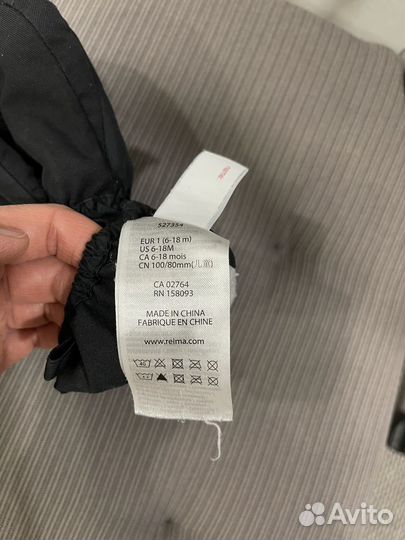 527354
EUR 1 (6-18 m)
US 6-18M
CA 6-18 mois
CN 100/80mm(儿童)
CA 02764
RN 158093
MADE IN CHINA
FABRIQUE EN CHINE
www.reima.com
40
Avito